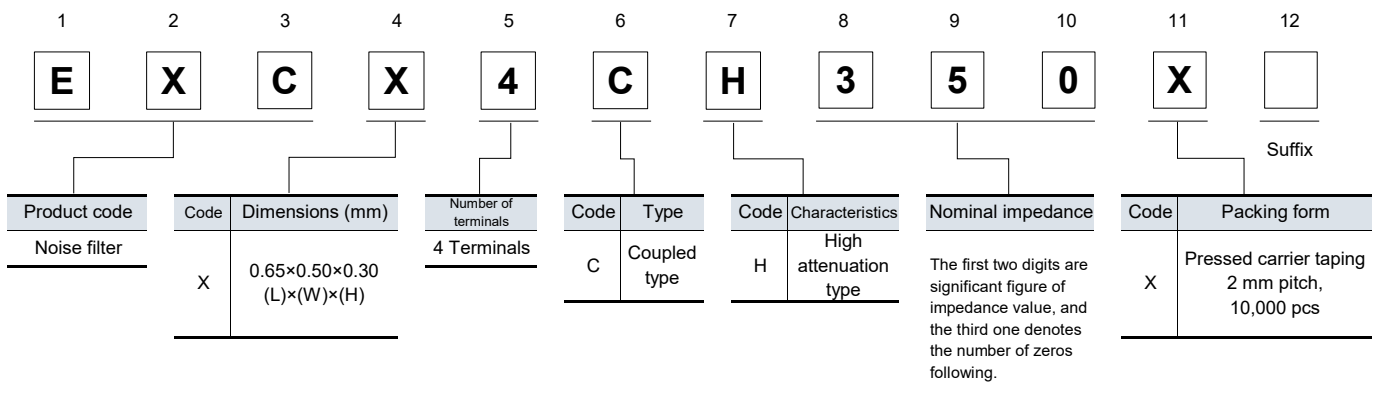 1 2 3 4 5 6 7 8 9 10 11 12
E X C X 4 C H 3 5 0 X
Suffix
Product code
Noise filter
Code Dimensions (mm)
X 0.65×0.50×0.30
(L)×(W)×(H)
Number of
terminals
4 Terminals
Code Type
C Coupled
type
Code Characteristics
H High
attenuation
type
Nominal impedance
The first two digits are
significant figure of
impedance value, and
the third one denotes
the number of zeros
following.
Code Packing form
X Pressed carrier taping
2 mm pitch,
10,000 pcs